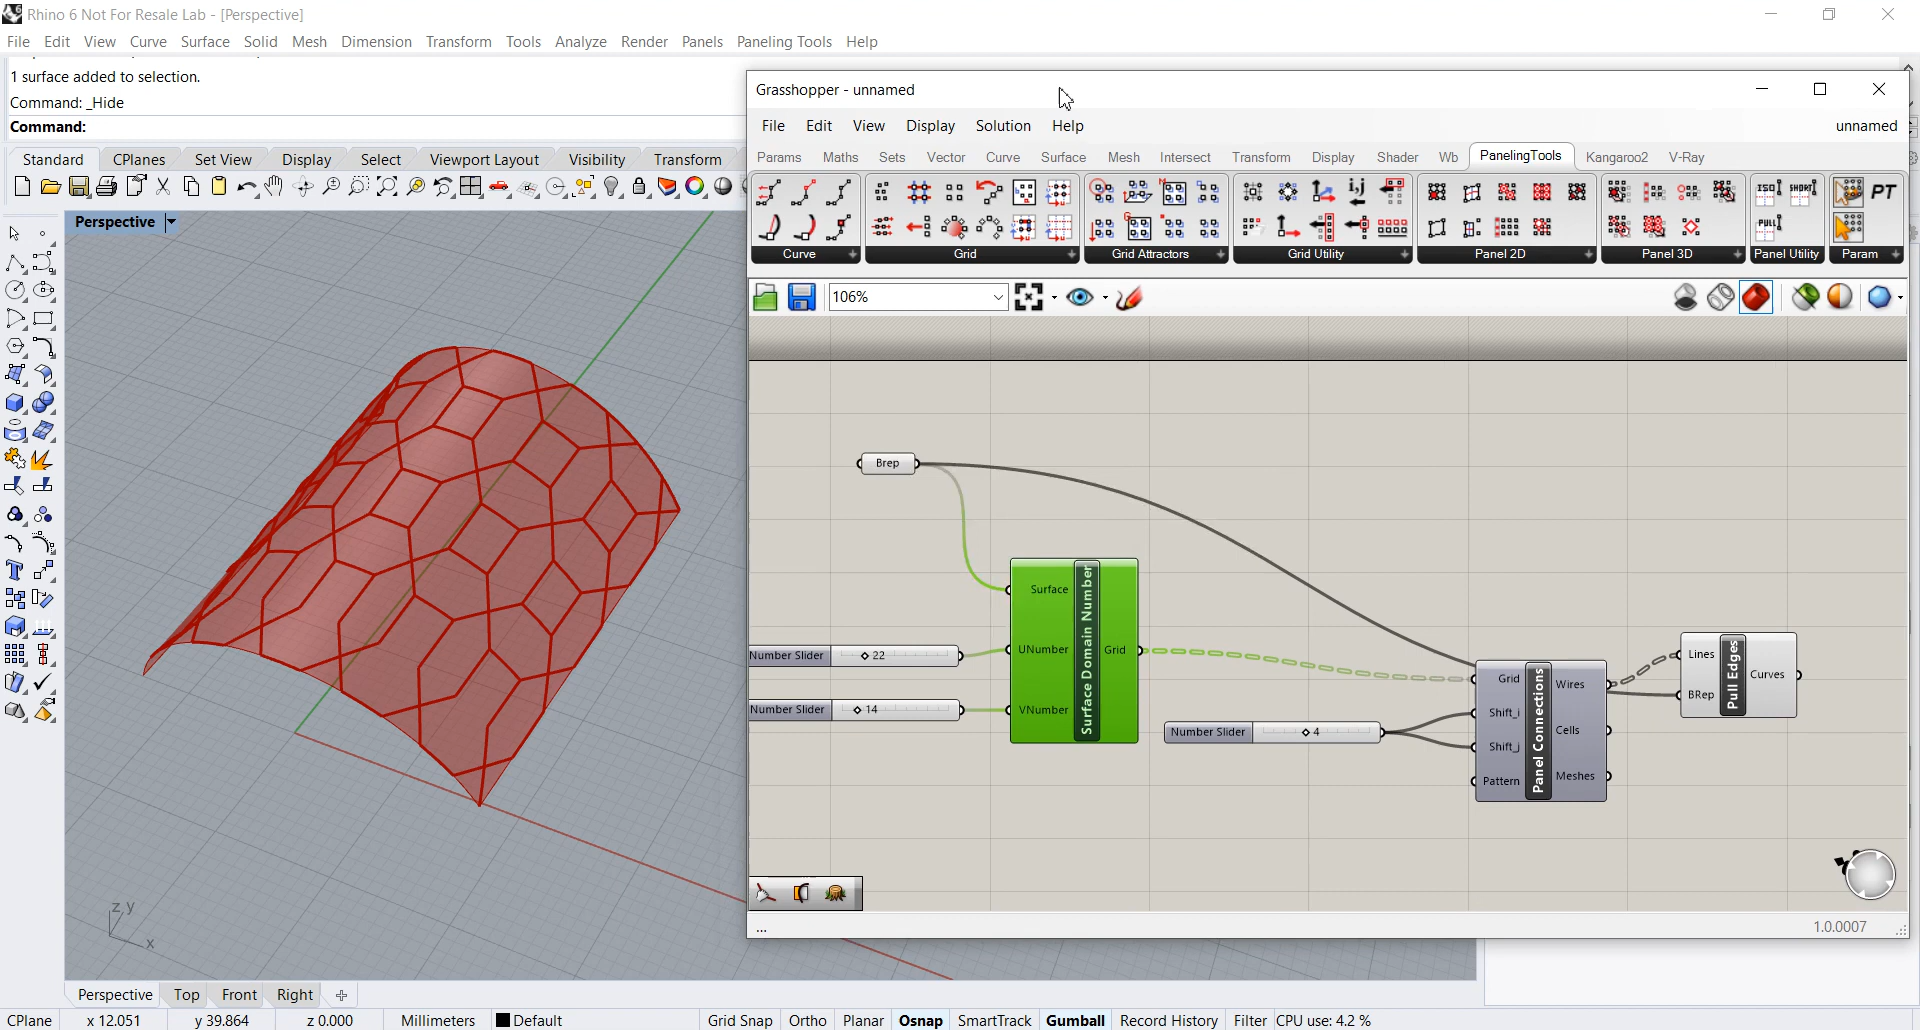 Rhino 6 Not For Resale Lab - [Perspective]
File Edit View Curve Surface Solid Mesh Dimension Transform Tools Analyze Render Panels Paneling Tools Help
1 surface added to selection.
Command: _Hide
Command:
Standard CPlanes Set View Display Select Viewport Layout Visibility Transform
Perspective
z y
x
Grasshopper - unnamed
File Edit View Display Solution Help unnamed
Params Maths Sets Vector Curve Surface Mesh Intersect Transform Display Shader Wb PanelingTools Kangaroo2 V-Ray
i,j ISO SHORT PT
PULL
Curve Grid Grid Attractors Grid Utility Panel 2D Panel 3D Panel Utility Param
106%
Brep
Surface
UNumber
VNumber
Surface Domain Number
Grid
Number Slider 22
Number Slider 14
Number Slider 4
Grid
Shift_i
Shift_j
Pattern
Panel Connections
Wires
Cells
Meshes
Lines
BRep
Pull Edges
Curves
...
1.0.0007
Perspective Top Front Right
CPlane x 12.051 y 39.864 z 0.000 Millimeters Default Grid Snap Ortho Planar Osnap SmartTrack Gumball Record History Filter CPU use: 4.2 %